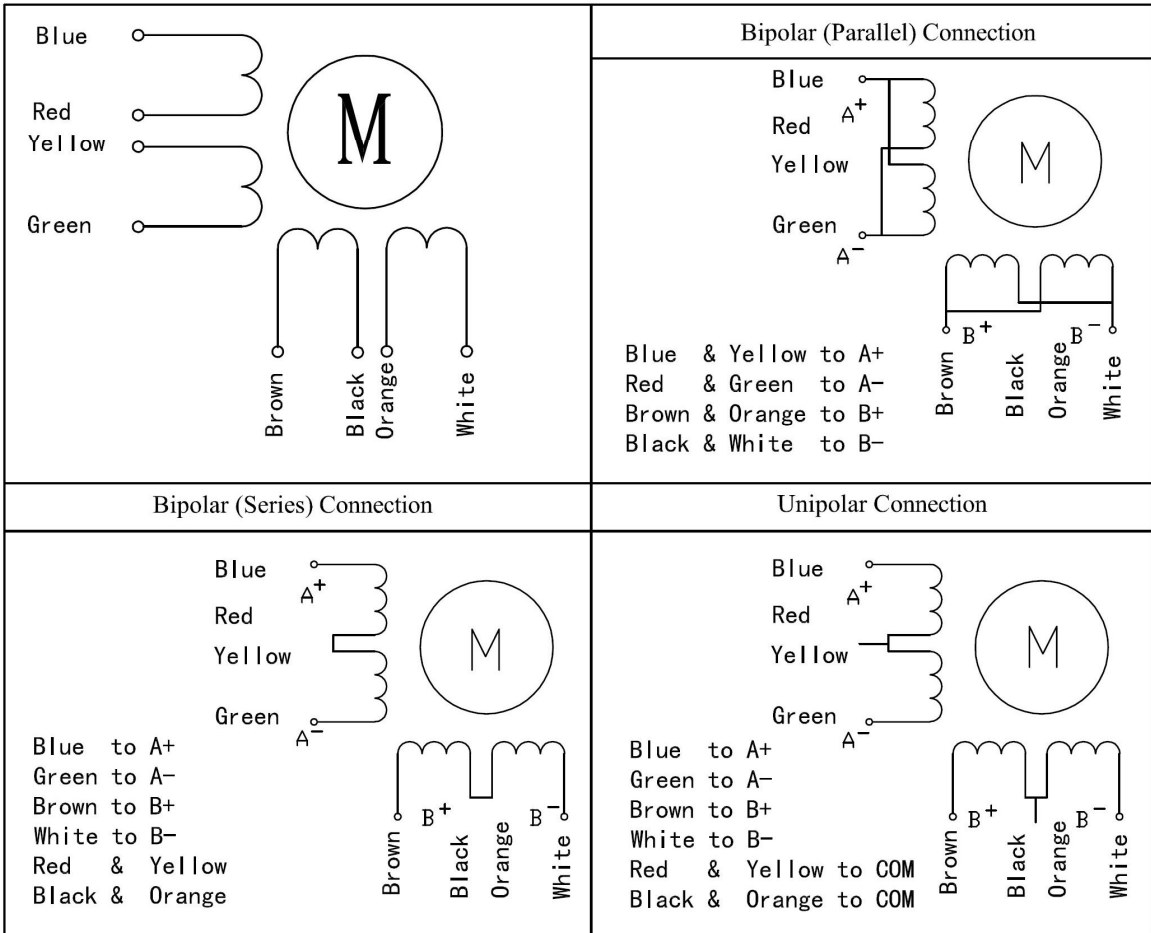 Blue
Red
Yellow
Green
M
Brown
Black
Orange
White
Bipolar (Parallel) Connection
Blue
A+
Red
Yellow
Green
A-
M
B+
B-
Brown
Black
Orange
White
Blue & Yellow to A+
Red & Green to A-
Brown & Orange to B+
Black & White to B-
Bipolar (Series) Connection
Blue
A+
Red
Yellow
Green
A-
M
B+
B-
Brown
Black
Orange
White
Blue to A+
Green to A-
Brown to B+
White to B-
Red & Yellow
Black & Orange
Unipolar Connection
Blue
A+
Red
Yellow
Green
A-
M
B+
B-
Brown
Black
Orange
White
Blue to A+
Green to A-
Brown to B+
White to B-
Red & Yellow to COM
Black & Orange to COM